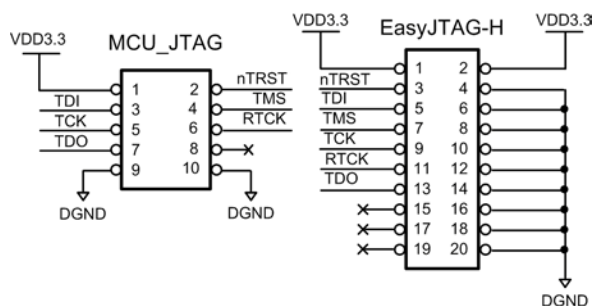 MCU_JTAG
VDD3.3
1 2 nTRST
TDI 3 4 TMS
TCK 5 6 RTCK
TDO 7 8
9 10
DGND DGND
EasyJTAG-H
VDD3.3 VDD3.3
1 2
nTRST 3 4
TDI 5 6
TMS 7 8
TCK 9 10
RTCK 11 12
TDO 13 14
15 16
17 18
19 20
DGND